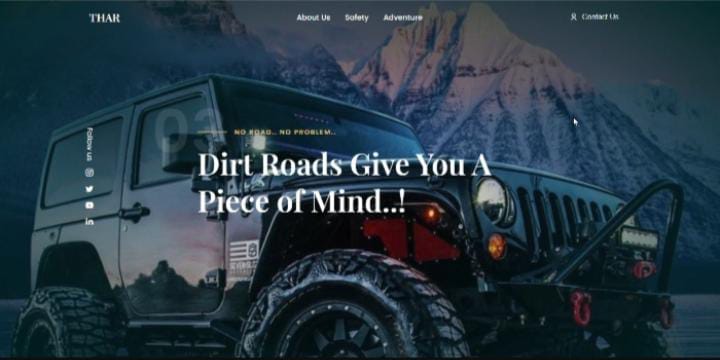 THAR
About Us Safety Adventure
Contact Us
03
NO ROAD.. NO PROBLEM..
Dirt Roads Give You A
Piece of Mind..!
Follow us